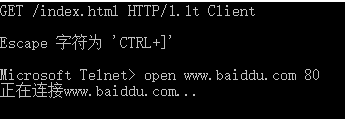 GET /index.html HTTP/1.1t Client
Escape 字符为 'CTRL+]'
Microsoft Telnet> open www.baiddu.com 80
正在连接www.baiddu.com...